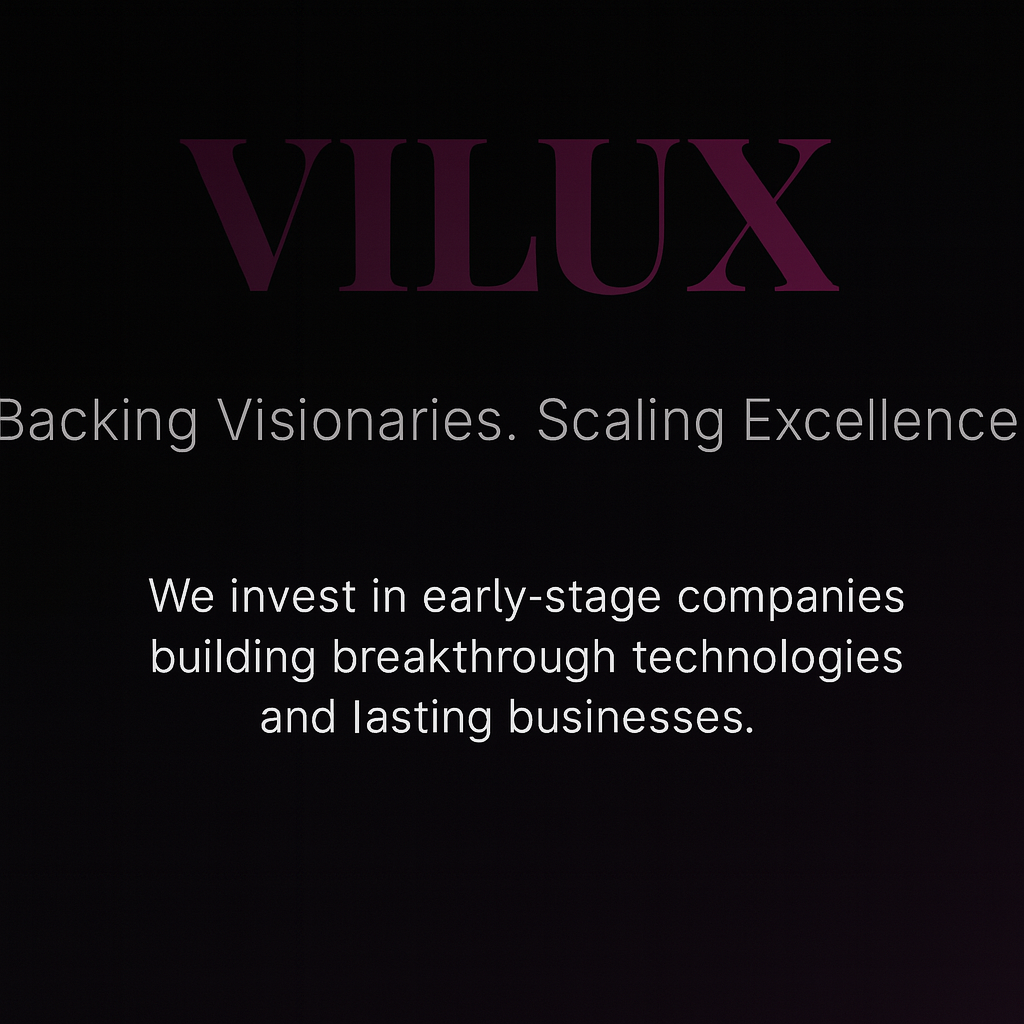 VILUX
Backing Visionaries. Scaling Excellence
We invest in early-stage companies
building breakthrough technologies
and lasting businesses.